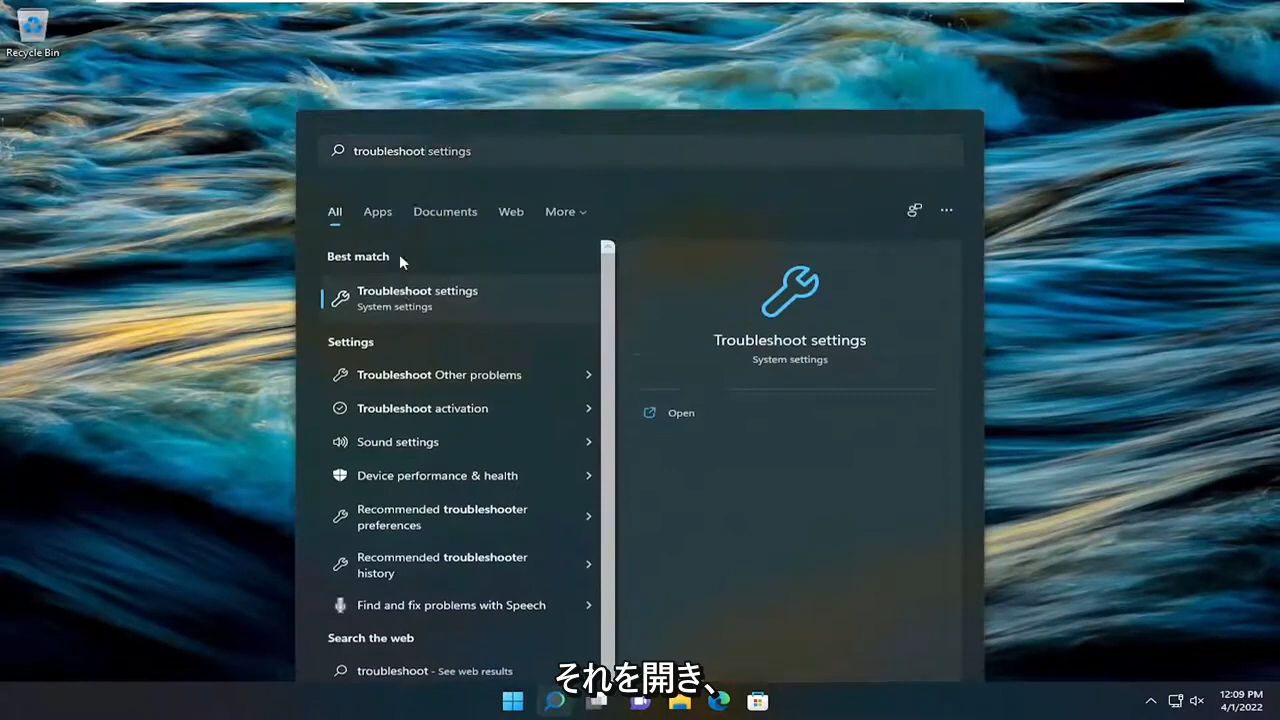 Recycle Bin
troubleshoot settings
All Apps Documents Web More
Best match
Troubleshoot settings
System settings
Settings
Troubleshoot Other problems
Troubleshoot activation
Sound settings
Device performance & health
Recommended troubleshooter
preferences
Recommended troubleshooter
history
Find and fix problems with Speech
Search the web
troubleshoot - See web results
Troubleshoot settings
System settings
Open
それを開き、
12:09 PM
4/1/2022